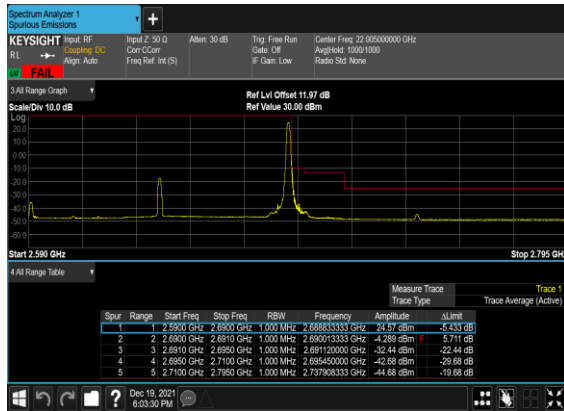 Spectrum Analyzer 1
Spurious Emissions
KEYSIGHT Input: RF Input Z: 50 Ω Atten: 30 dB Trig: Free Run Center Freq: 22.005000000 GHz
RL Coupling: DC Corr CCorr Gate: Off Avg|Hold: 1000/1000
Align: Auto Freq Ref: Int (S) IF Gain: Low Radio Std: None
LW FAIL
3 All Range Graph
Ref Lvl Offset 11.97 dB
Scale/Div 10.0 dB Ref Value 30.00 dBm
Log
20.0
10.0
0.00
-10.0
-20.0
-30.0
-40.0
-50.0
-60.0
Start 2.590 GHz Stop 2.795 GHz
4 All Range Table
Measure Trace Trace 1
Trace Type Trace Average (Active)
Spur Range Start Freq Stop Freq RBW Frequency Amplitude ΔLimit
1 1 2.5900 GHz 2.6900 GHz 1.000 MHz 2.688833333 GHz 24.57 dBm -5.433 dB
2 2 2.6900 GHz 2.6910 GHz 1.000 MHz 2.690013333 GHz -4.289 dBm F 5.711 dB
3 3 2.6910 GHz 2.6950 GHz 1.000 MHz 2.691120000 GHz -32.44 dBm -22.44 dB
4 4 2.6950 GHz 2.7100 GHz 1.000 MHz 2.695450000 GHz -42.68 dBm -29.68 dB
5 5 2.7100 GHz 2.7950 GHz 1.000 MHz 2.737908333 GHz -44.68 dBm -19.68 dB
Dec 19, 2021
6:03:30 PM